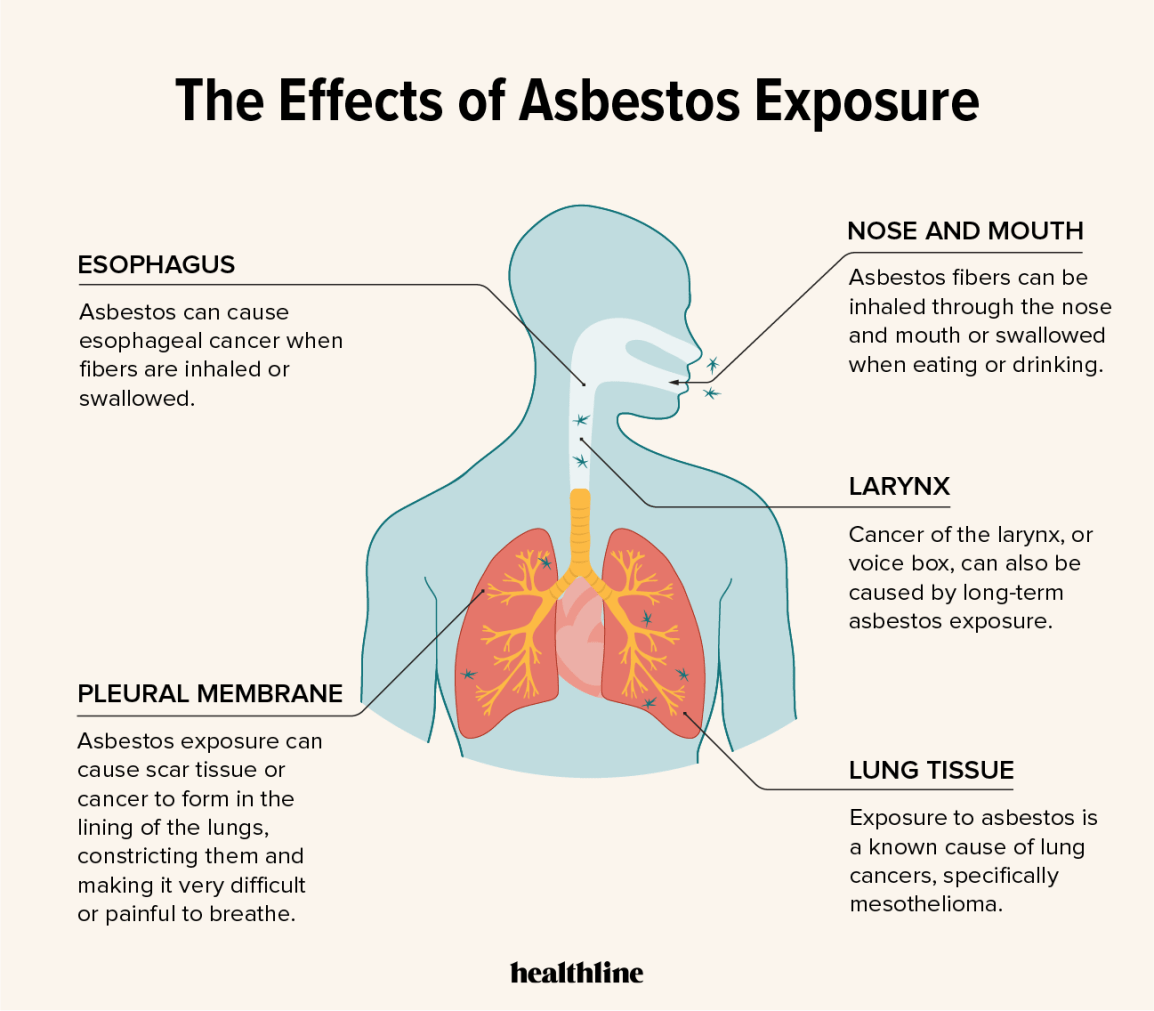 The Effects of Asbestos Exposure
ESOPHAGUS
Asbestos can cause
esophageal cancer when
fibers are inhaled or
swallowed.
NOSE AND MOUTH
Asbestos fibers can be
inhaled through the nose
and mouth or swallowed
when eating or drinking.
LARYNX
Cancer of the larynx, or
voice box, can also be
caused by long-term
asbestos exposure.
PLEURAL MEMBRANE
Asbestos exposure can
cause scar tissue or
cancer to form in the
lining of the lungs,
constricting them and
making it very difficult
or painful to breathe.
LUNG TISSUE
Exposure to asbestos is
a known cause of lung
cancers, specifically
mesothelioma.
healthline